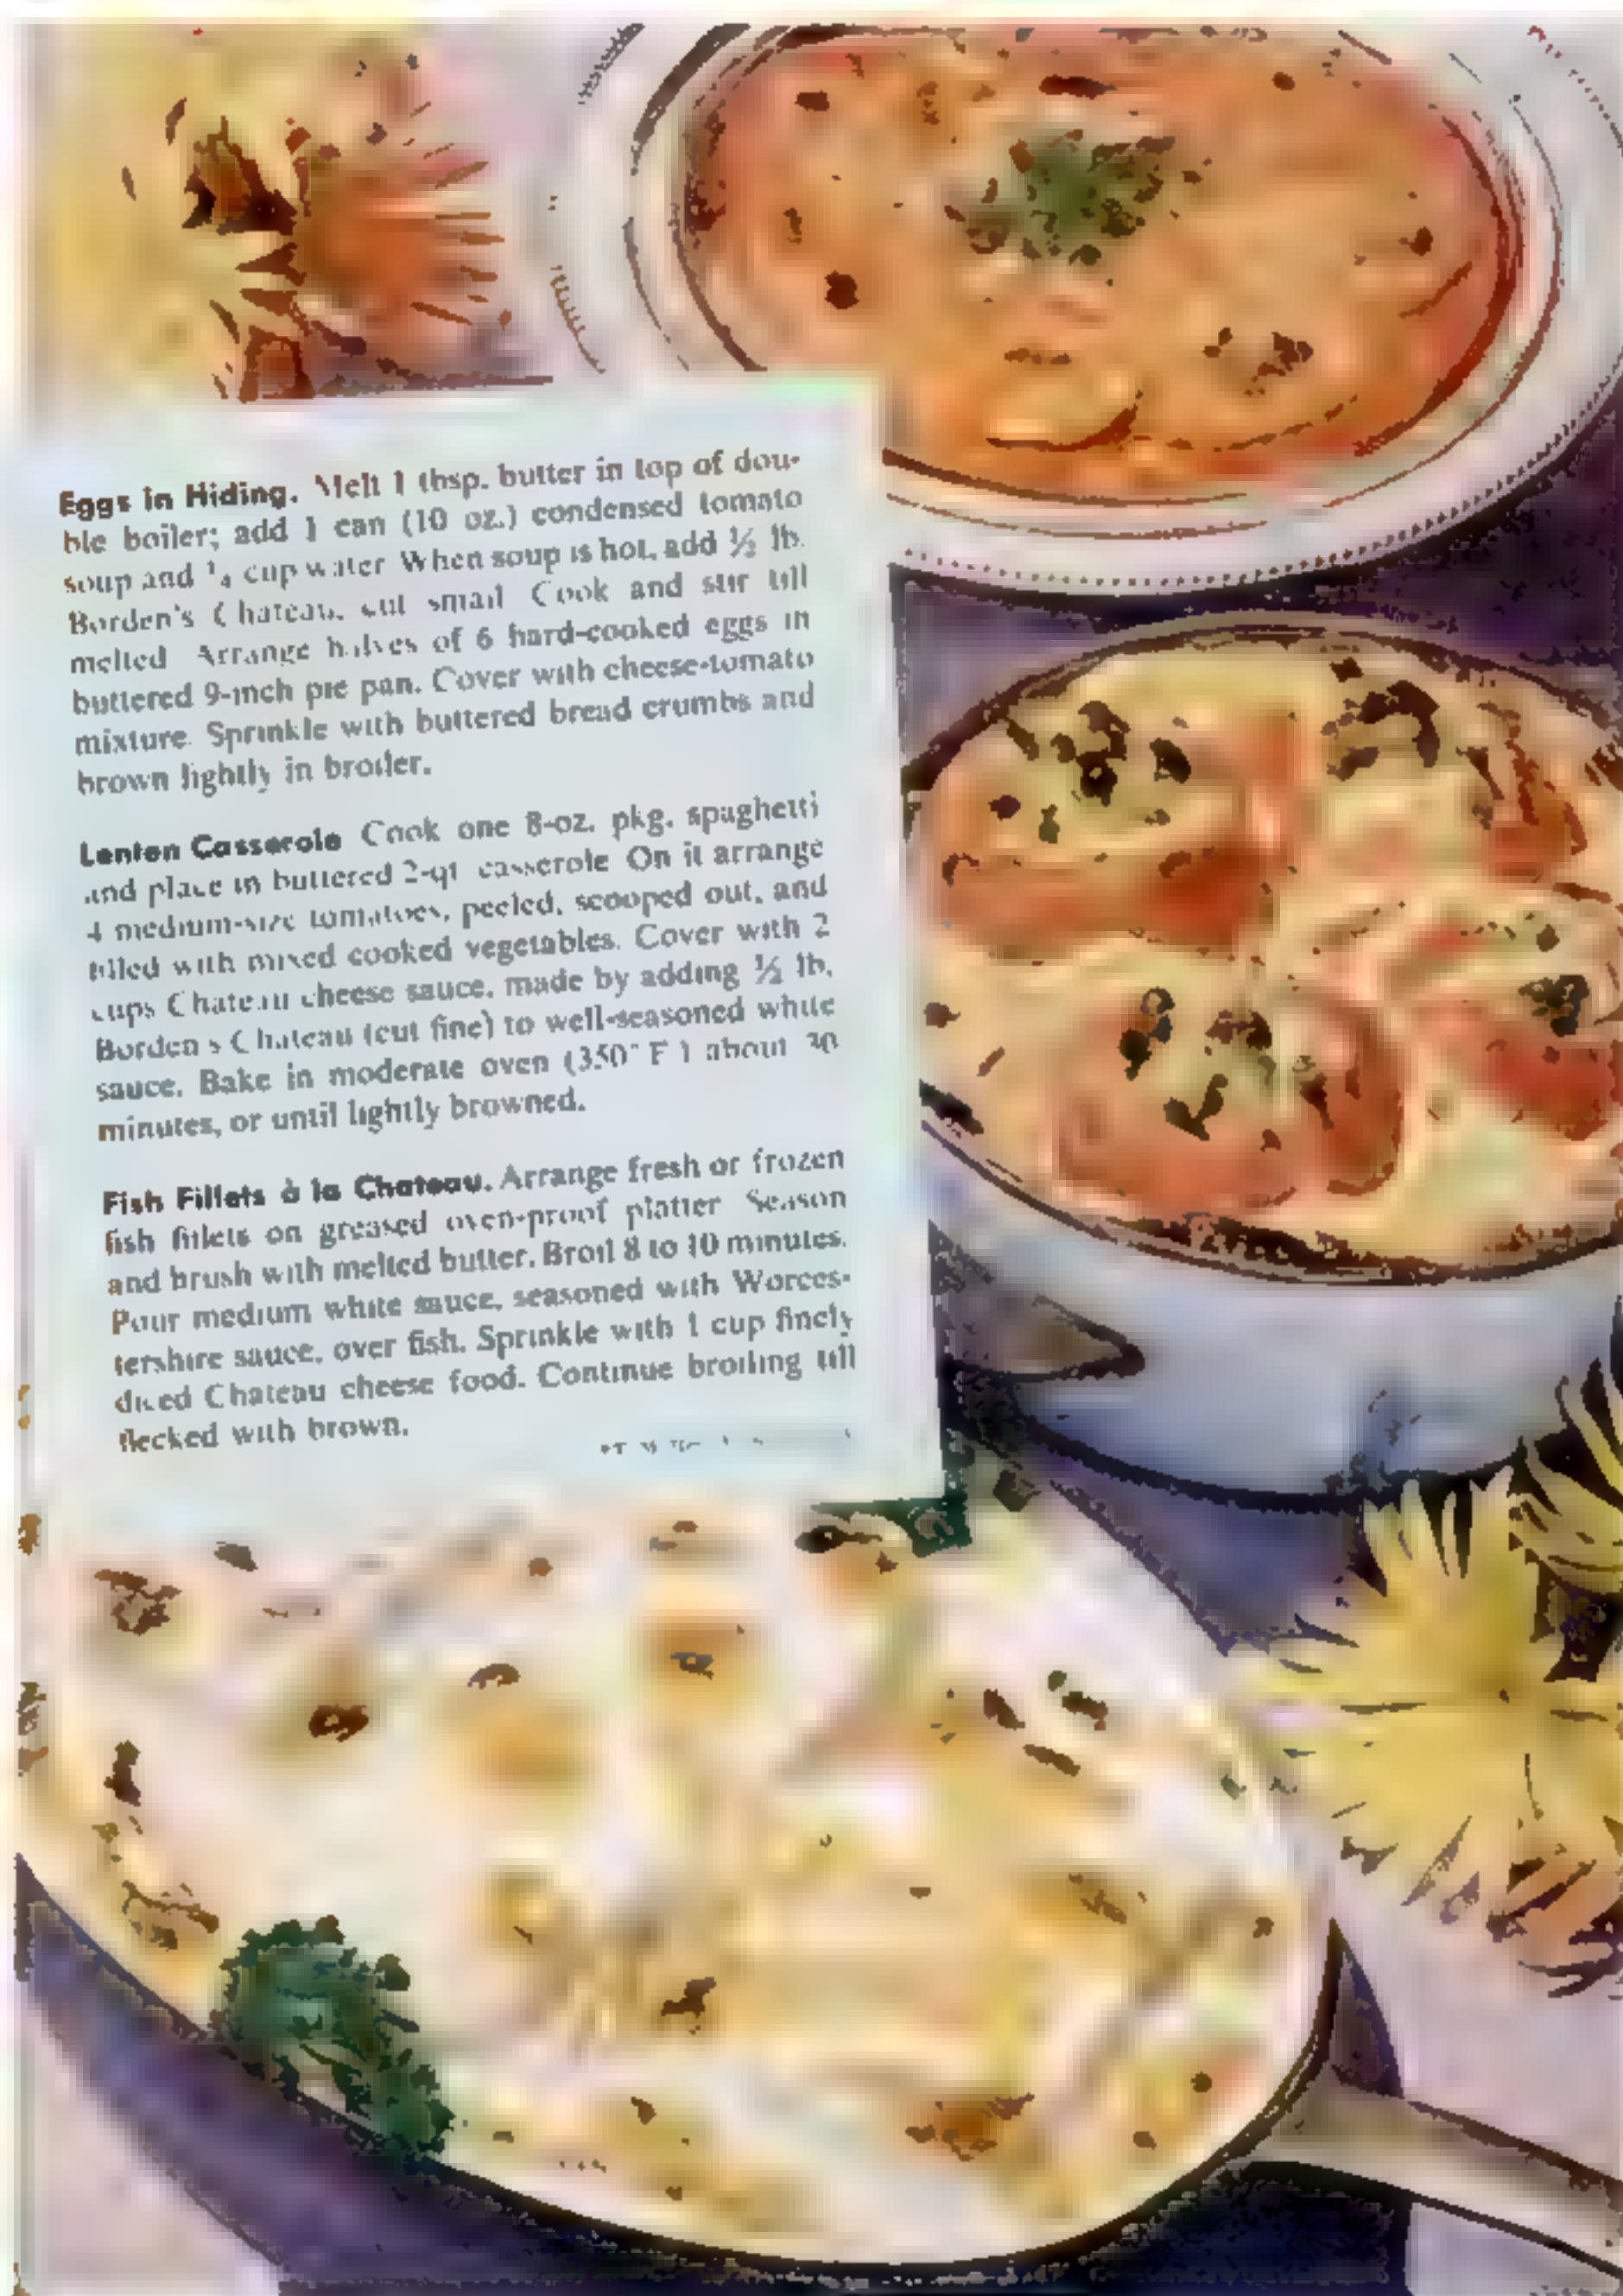 Eggs in Hiding. Melt 1 tbsp. butter in top of dou-
ble boiler; add 1 can (10 oz.) condensed tomato
soup and ¼ cup water When soup is hot, add ½ lb.
Borden's Chateau, cut small Cook and stir till
melted Arrange halves of 6 hard-cooked eggs in
buttered 9-inch pie pan. Cover with cheese-tomato
mixture. Sprinkle with buttered bread crumbs and
brown lightly in broiler.
Lenten Casserole Cook one 8-oz. pkg. spaghetti
and place in buttered 2-qt casserole On it arrange
4 medium-size tomatoes, peeled, scooped out, and
filled with mixed cooked vegetables. Cover with 2
cups Chateau cheese sauce, made by adding ½ lb.
Borden's Chateau (cut fine) to well-seasoned white
sauce. Bake in moderate oven (350° F.) about 30
minutes, or until lightly browned.
Fish Fillets à la Chateau. Arrange fresh or frozen
fish fillets on greased oven-proof platter Season
and brush with melted butter. Broil 8 to 10 minutes.
Pour medium white sauce, seasoned with Worces-
tershire sauce, over fish. Sprinkle with 1 cup finely
diced Chateau cheese food. Continue broiling till
flecked with brown.